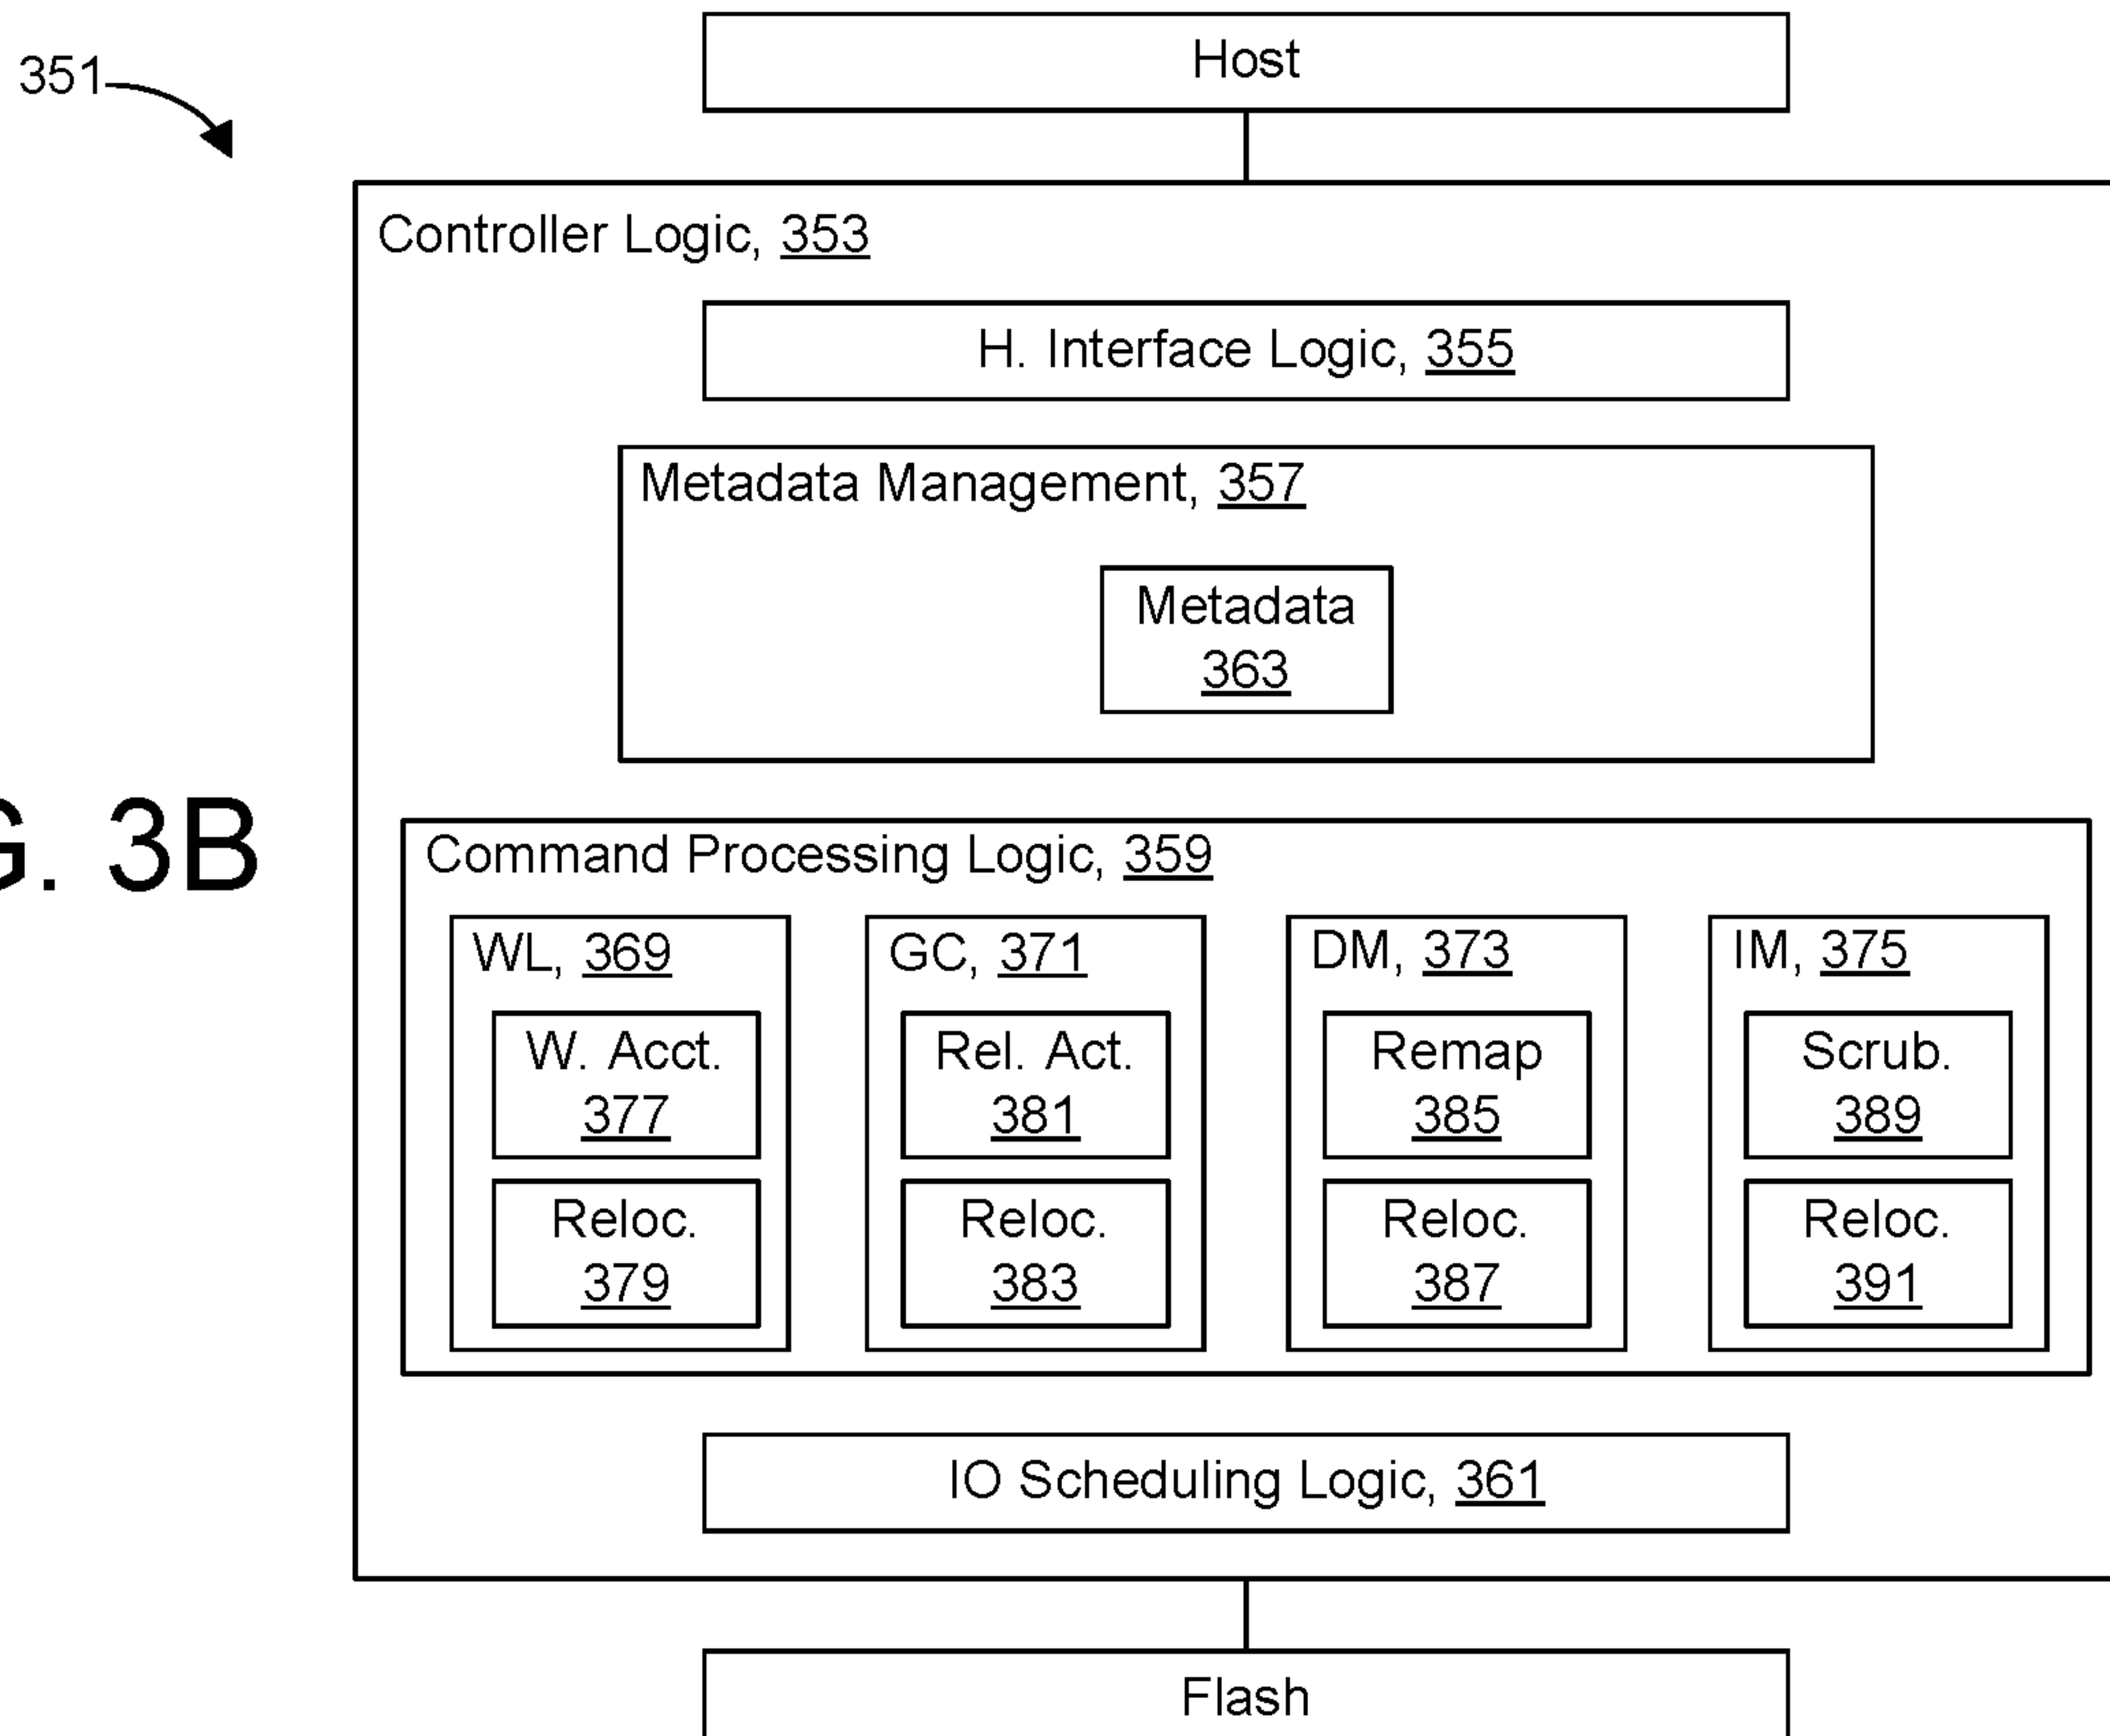 351
Host
Controller Logic, 353
H. Interface Logic, 355
Metadata Management, 357
Metadata
363
G. 3B
Command Processing Logic, 359
WL, 369
W. Acct.
377
Reloc.
379
GC, 371
Rel. Act.
381
Reloc.
383
DM, 373
Remap
385
Reloc.
387
IM, 375
Scrub.
389
Reloc.
391
IO Scheduling Logic, 361
Flash